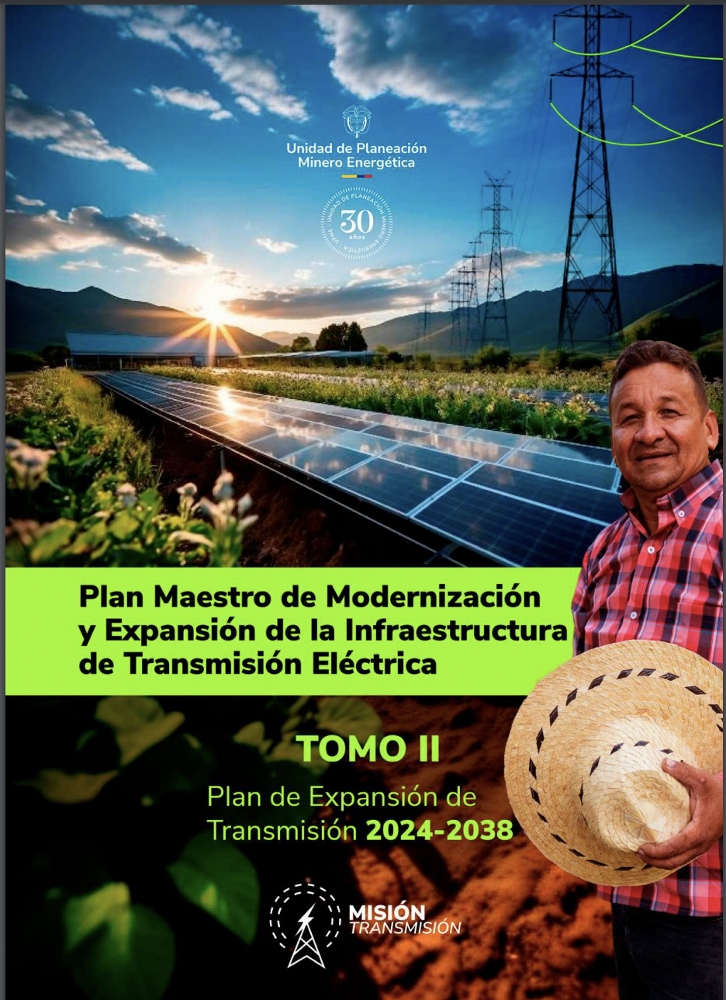 Unidad de Planeación
Minero Energética
UPME - UNIDAD DE PLANEACIÓN MINERO ENERGÉTICA
30
años
Plan Maestro de Modernización
y Expansión de la Infraestructura
de Transmisión Eléctrica
TOMO II
Plan de Expansión de
Transmisión 2024-2038
MISIÓN
TRANSMISIÓN